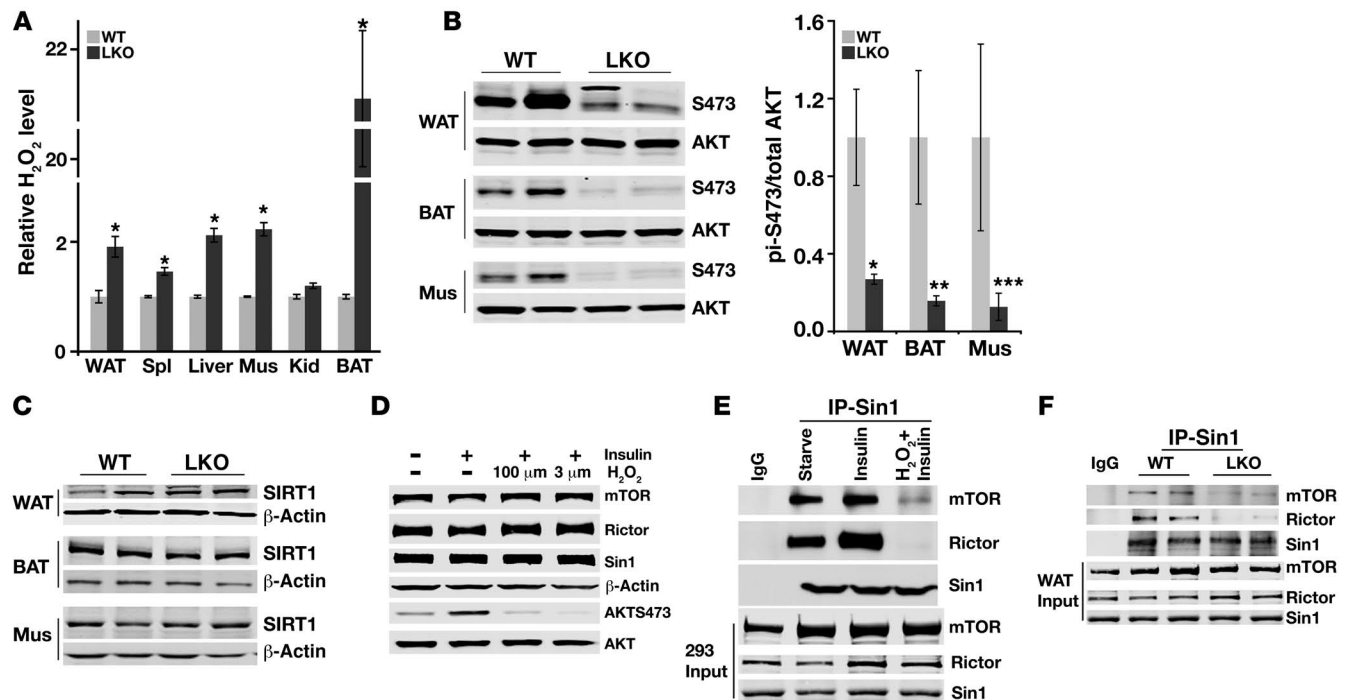 A
WT
LKO
Relative H₂O₂ level
22
20
2
0
*
*
*
*
*
WAT Spl Liver Mus Kid BAT
B
WT LKO
WAT
S473
AKT
BAT
S473
AKT
Mus
S473
AKT
WT
LKO
pi-S473/total AKT
1.6
1.2
0.8
0.4
0.0
*
**
***
WAT BAT Mus
C
WT LKO
WAT
SIRT1
β-Actin
BAT
SIRT1
β-Actin
Mus
SIRT1
β-Actin
D
- + + + Insulin
- - 100 μm 3 μm H₂O₂
mTOR
Rictor
Sin1
β-Actin
AKTS473
AKT
E
IP-Sin1
IgG
Starve
Insulin
H₂O₂+
Insulin
mTOR
Rictor
Sin1
293
Input
mTOR
Rictor
Sin1
F
IP-Sin1
IgG WT LKO
mTOR
Rictor
Sin1
WAT
Input
mTOR
Rictor
Sin1